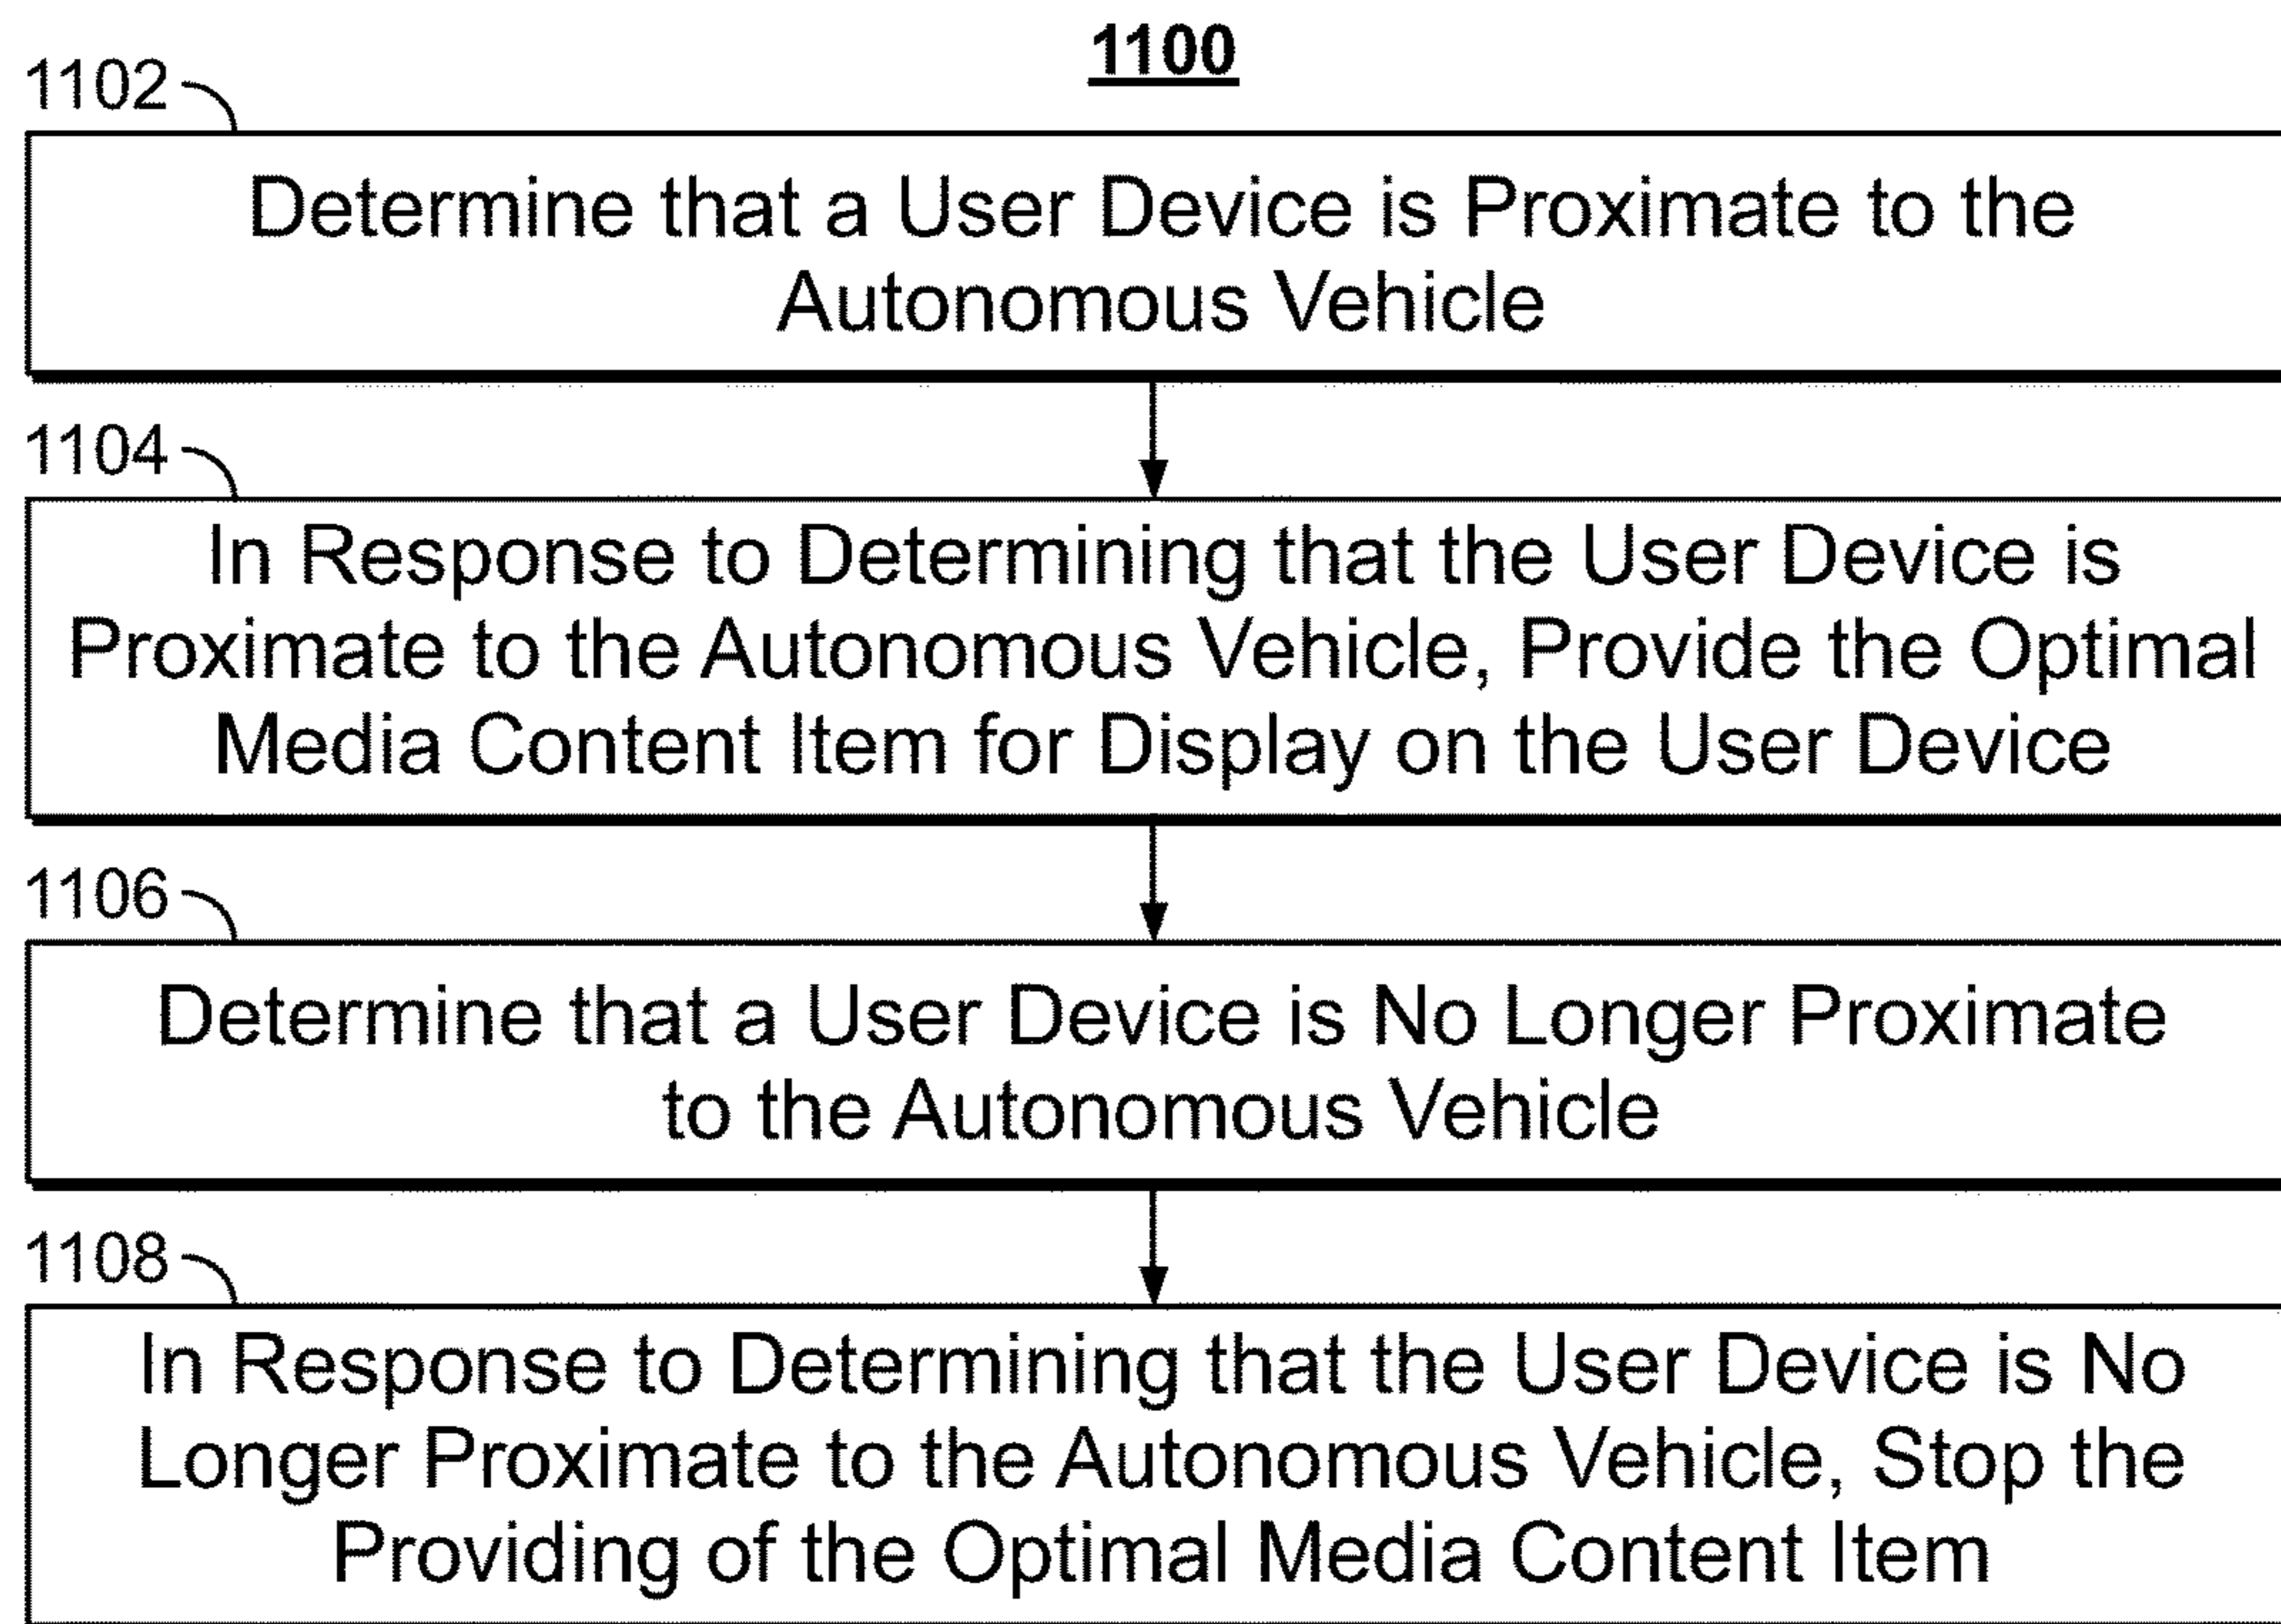 1100
1102
Determine that a User Device is Proximate to the
Autonomous Vehicle
1104
In Response to Determining that the User Device is
Proximate to the Autonomous Vehicle, Provide the Optimal
Media Content Item for Display on the User Device
1106
Determine that a User Device is No Longer Proximate
to the Autonomous Vehicle
1108
In Response to Determining that the User Device is No
Longer Proximate to the Autonomous Vehicle, Stop the
Providing of the Optimal Media Content Item